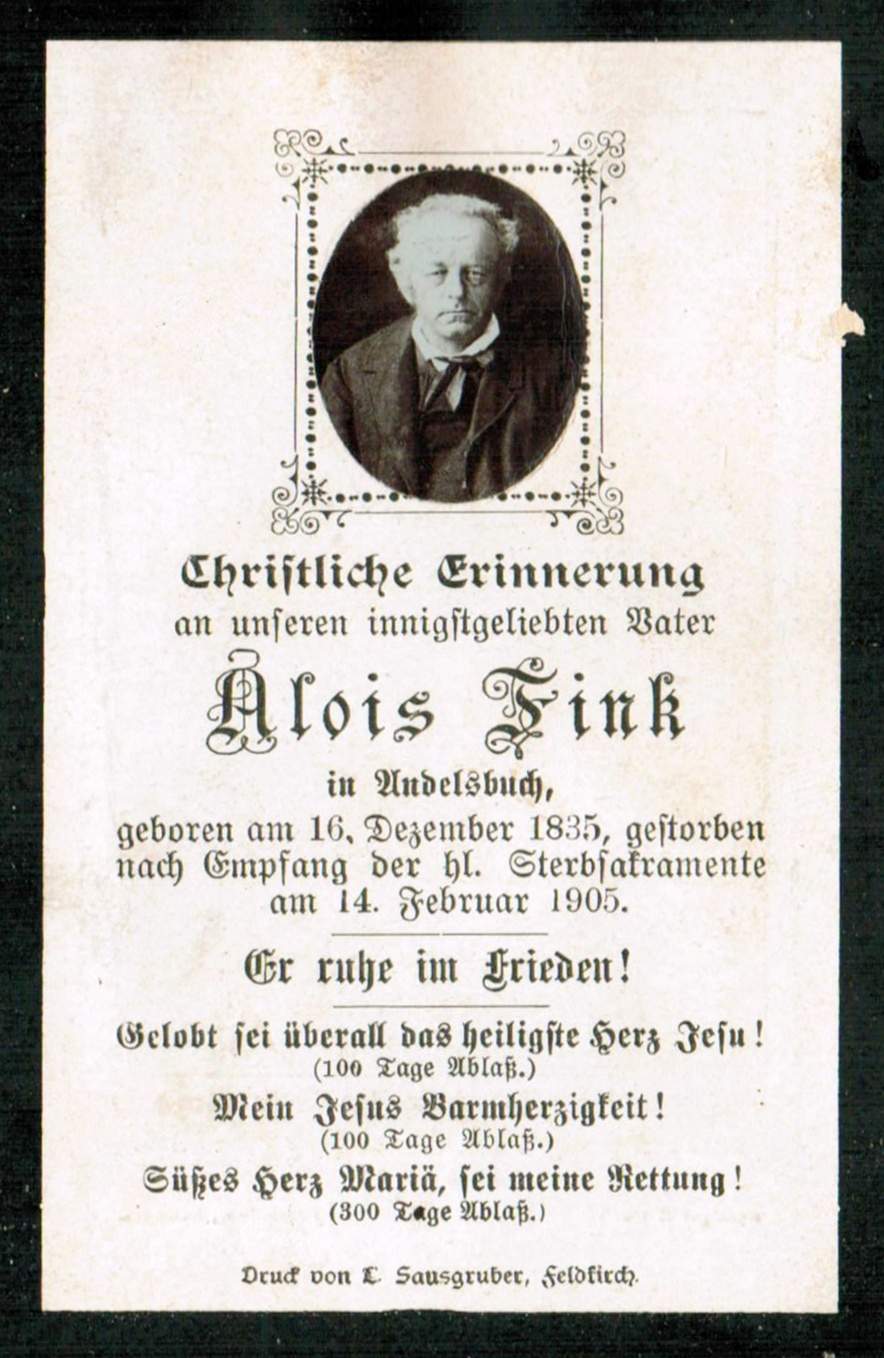 Christliche Erinnerung
an unseren innigstgeliebten Vater
Alois Fink
in Andelsbuch,
geboren am 16. Dezember 1835, gestorben
nach Empfang der hl. Sterbsakramente
am 14. Februar 1905.
Er ruhe im Frieden!
Gelobt sei überall das heiligste Herz Jesu!
(100 Tage Ablaß.)
Mein Jesus Barmherzigkeit!
(100 Tage Ablaß.)
Süßes Herz Mariä, sei meine Rettung!
(300 Tage Ablaß.)
Druck von L. Sausgruber, Feldkirch.